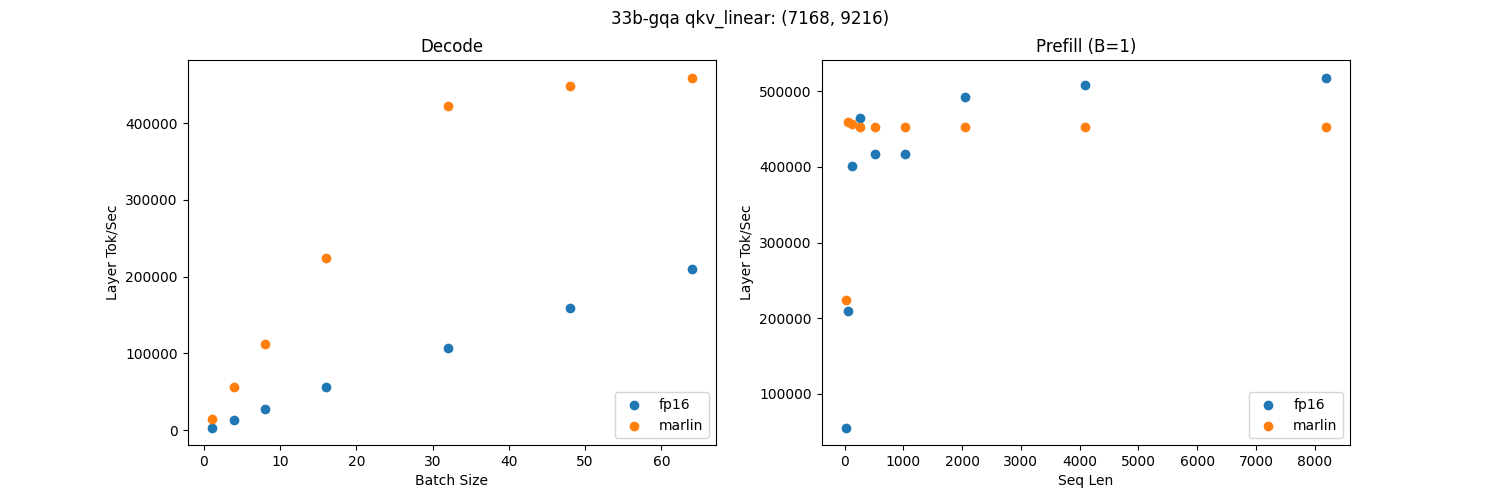 33b-gqa qkv_linear: (7168, 9216)
Decode
Layer Tok/Sec
400000
300000
200000
100000
0
0 10 20 30 40 50 60
Batch Size
fp16
marlin
Prefill (B=1)
Layer Tok/Sec
500000
400000
300000
200000
100000
0 1000 2000 3000 4000 5000 6000 7000 8000
Seq Len
fp16
marlin